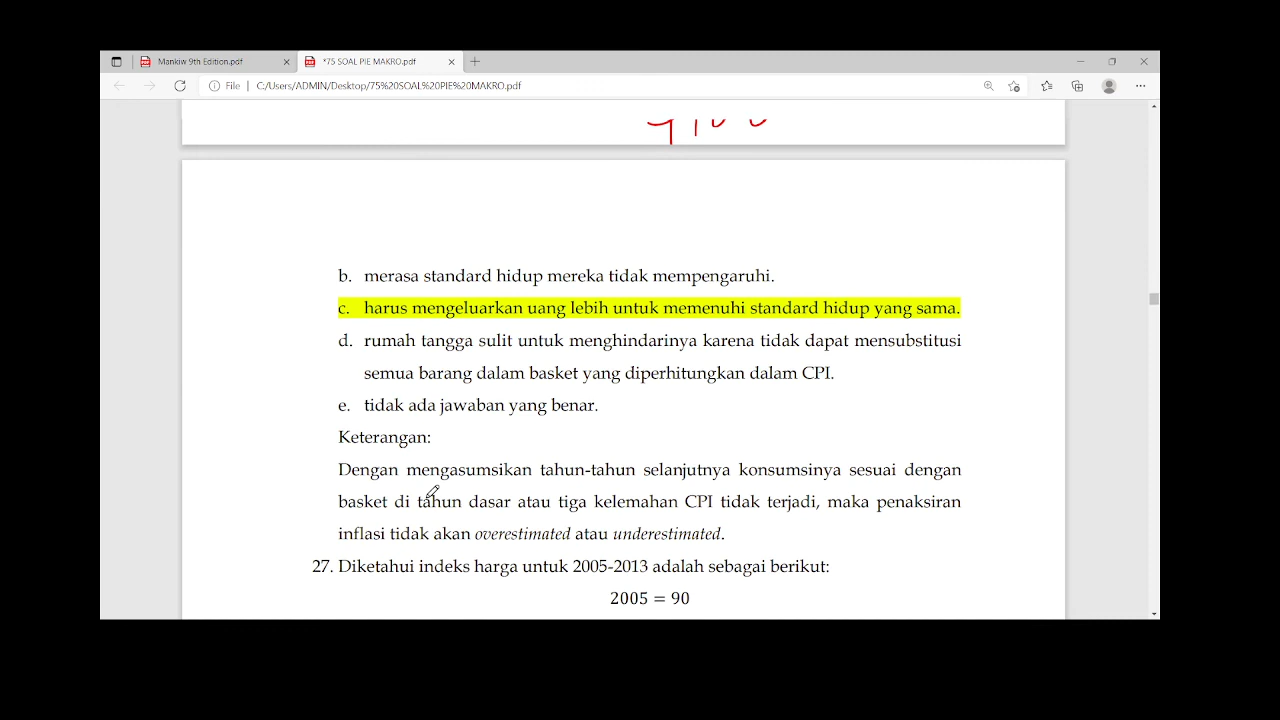 Mankiw 9th Edition.pdf
*75 SOAL PIE MAKRO.pdf
File
C:/Users/ADMIN/Desktop/75%20SOAL%20PIE%20MAKRO.pdf
b. merasa standard hidup mereka tidak mempengaruhi.
c. harus mengeluarkan uang lebih untuk memenuhi standard hidup yang sama.
d. rumah tangga sulit untuk menghindarinya karena tidak dapat mensubstitusi
semua barang dalam basket yang diperhitungkan dalam CPI.
e. tidak ada jawaban yang benar.
Keterangan:
Dengan mengasumsikan tahun-tahun selanjutnya konsumsinya sesuai dengan
basket di tahun dasar atau tiga kelemahan CPI tidak terjadi, maka penaksiran
inflasi tidak akan overestimated atau underestimated.
27. Diketahui indeks harga untuk 2005-2013 adalah sebagai berikut:
2005 = 90